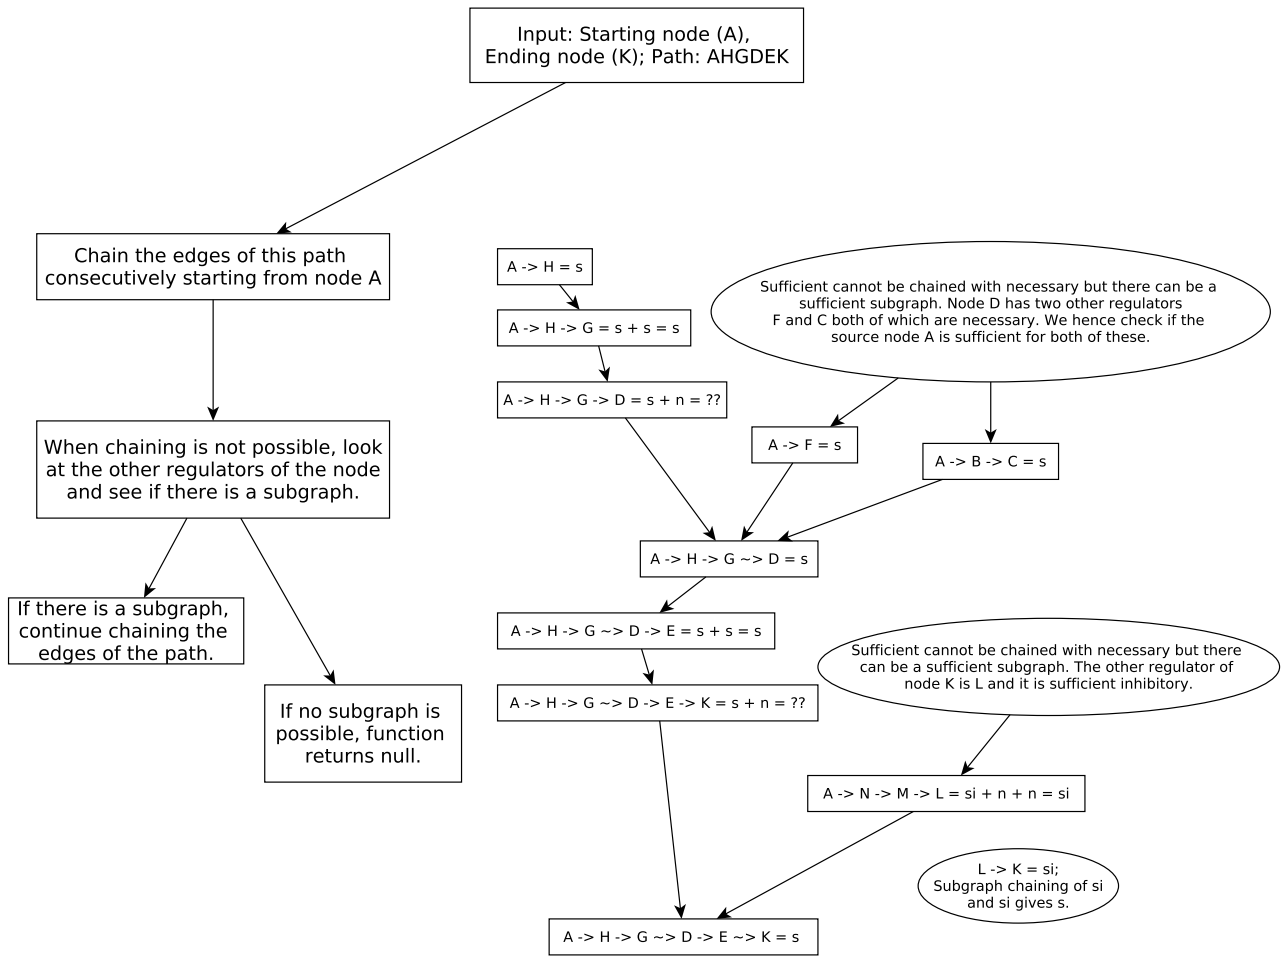 Input: Starting node (A),
Ending node (K); Path: AHGDEK
Chain the edges of this path
consecutively starting from node A
When chaining is not possible, look
at the other regulators of the node
and see if there is a subgraph.
If there is a subgraph,
continue chaining the
edges of the path.
If no subgraph is
possible, function
returns null.
A -> H = s
A -> H -> G = s + s = s
A -> H -> G -> D = s + n = ??
Sufficient cannot be chained with necessary but there can be a
sufficient subgraph. Node D has two other regulators
F and C both of which are necessary. We hence check if the
source node A is sufficient for both of these.
A -> F = s
A -> B -> C = s
A -> H -> G ~> D = s
A -> H -> G ~> D -> E = s + s = s
A -> H -> G ~> D -> E -> K = s + n = ??
Sufficient cannot be chained with necessary but there
can be a sufficient subgraph. The other regulator of
node K is L and it is sufficient inhibitory.
A -> N -> M -> L = si + n + n = si
L -> K = si;
Subgraph chaining of si
and si gives s.
A -> H -> G ~> D -> E ~> K = s